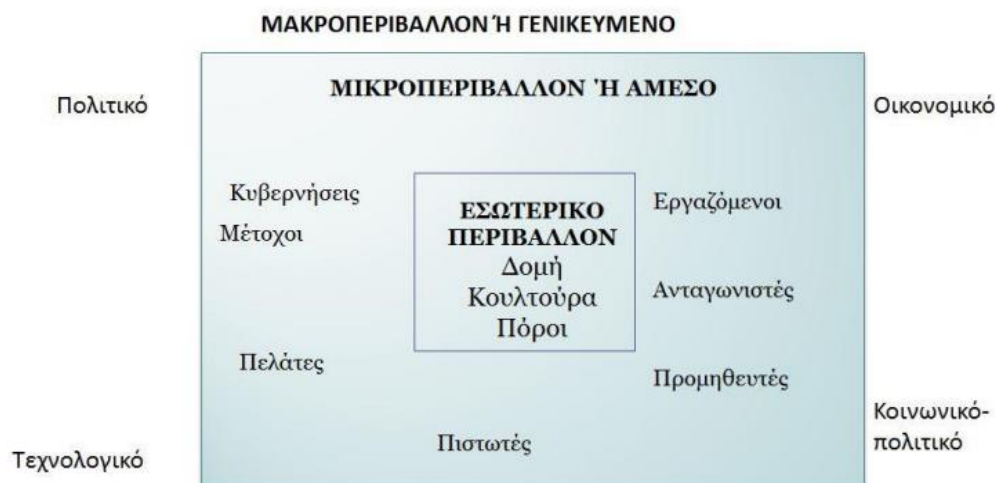 ΜΑΚΡΟΠΕΡΙΒΑΛΛΟΝ Ή ΓΕΝΙΚΕΥΜΕΝΟ
ΜΙΚΡΟΠΕΡΙΒΑΛΛΟΝ Ή ΑΜΕΣΟ
Πολιτικό
Οικονομικό
Κυβερνήσεις
Μέτοχοι
ΕΣΩΤΕΡΙΚΟ
ΠΕΡΙΒΑΛΛΟΝ
Δομή
Κουλτούρα
Πόροι
Εργαζόμενοι
Ανταγωνιστές
Πελάτες
Προμηθευτές
Πιστωτές
Τεχνολογικό
Κοινωνικό-
πολιτικό